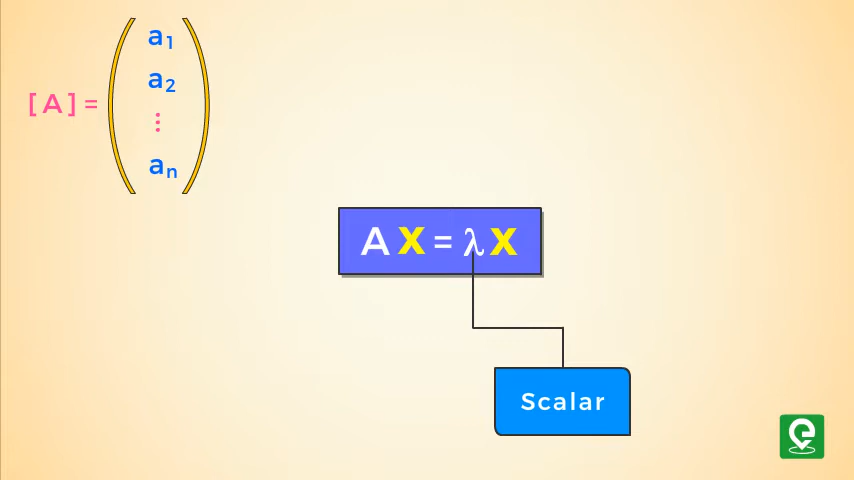 a₁
a₂
[A] =
⋮
aₙ
A X = λ X
Scalar